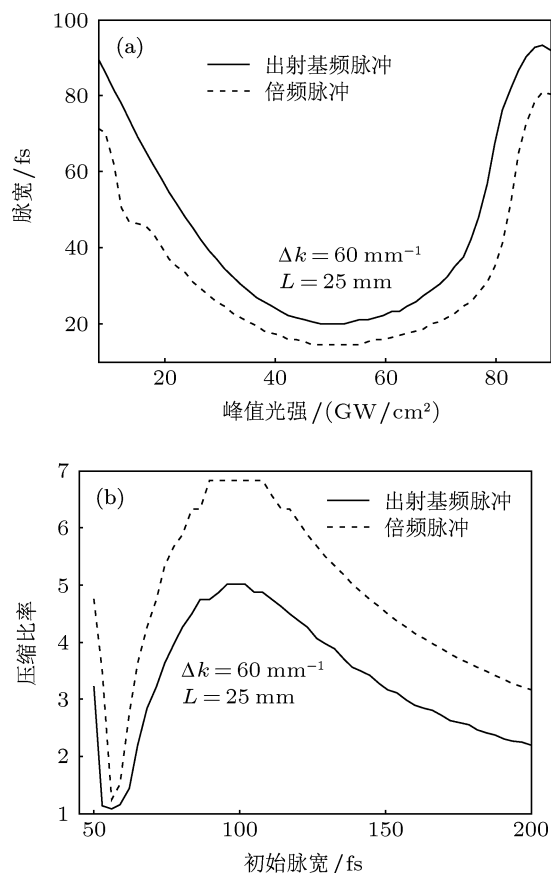 100
(a)
出射基频脉冲
倍频脉冲
80
60
脉宽/fs
40
Δk = 60 mm⁻¹
L = 25 mm
20
20 40 60 80
峰值光强/(GW/cm²)
7
(b)
出射基频脉冲
倍频脉冲
6
5
压缩比率
4
Δk = 60 mm⁻¹
L = 25 mm
3
2
1
50 100 150 200
初始脉宽/fs